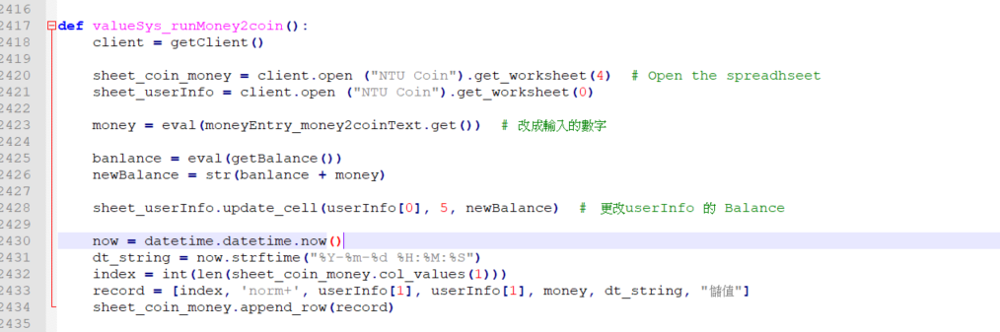 2416
2417 def valueSys_runMoney2coin():
2418 client = getClient()
2419
2420 sheet_coin_money = client.open ("NTU Coin").get_worksheet(4)  # Open the spreadhseet
2421 sheet_userInfo = client.open ("NTU Coin").get_worksheet(0)
2422
2423 money = eval(moneyEntry_money2coinText.get())  # 改成輸入的數字
2424
2425 banlance = eval(getBalance())
2426 newBalance = str(banlance + money)
2427
2428 sheet_userInfo.update_cell(userInfo[0], 5, newBalance)  # 更改userInfo 的 Balance
2429
2430 now = datetime.datetime.now()
2431 dt_string = now.strftime("%Y-%m-%d %H:%M:%S")
2432 index = int(len(sheet_coin_money.col_values(1)))
2433 record = [index, 'norm+', userInfo[1], userInfo[1], money, dt_string, "儲值"]
2434 sheet_coin_money.append_row(record)
2435